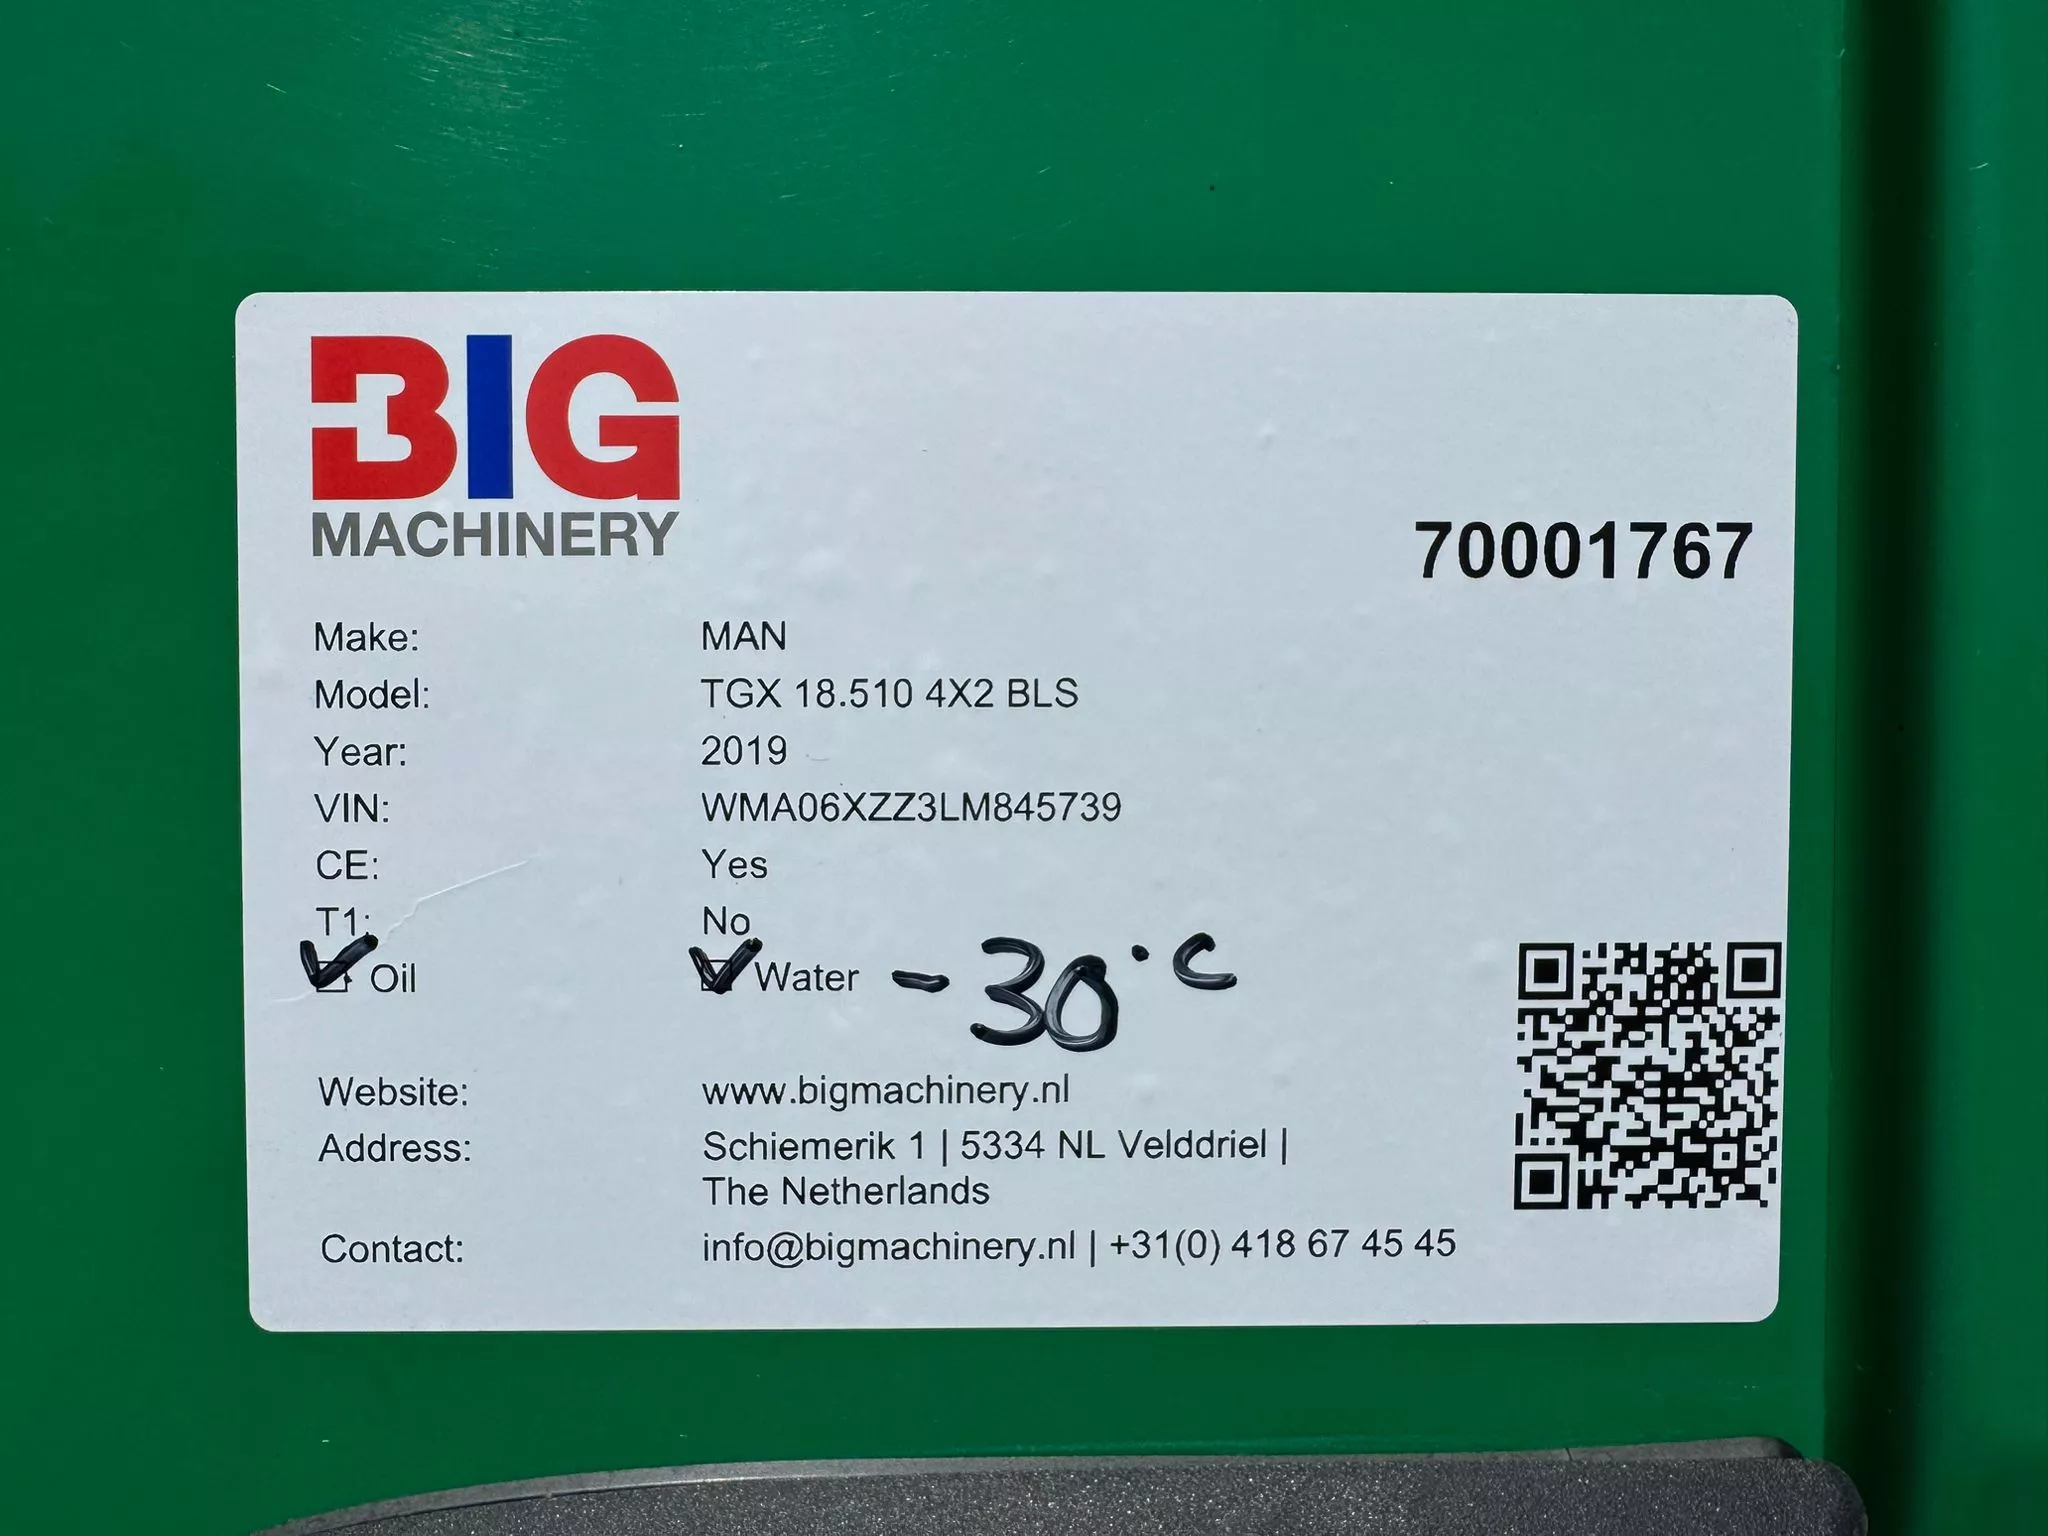 BIG
MACHINERY
70001767
Make: MAN
Model: TGX 18.510 4X2 BLS
Year: 2019
VIN: WMA06XZZ3LM845739
CE: Yes
T1: No
Oil Water -30°C
Website: www.bigmachinery.nl
Address: Schiemerik 1 | 5334 NL Velddriel |
The Netherlands
Contact: info@bigmachinery.nl | +31(0) 418 67 45 45